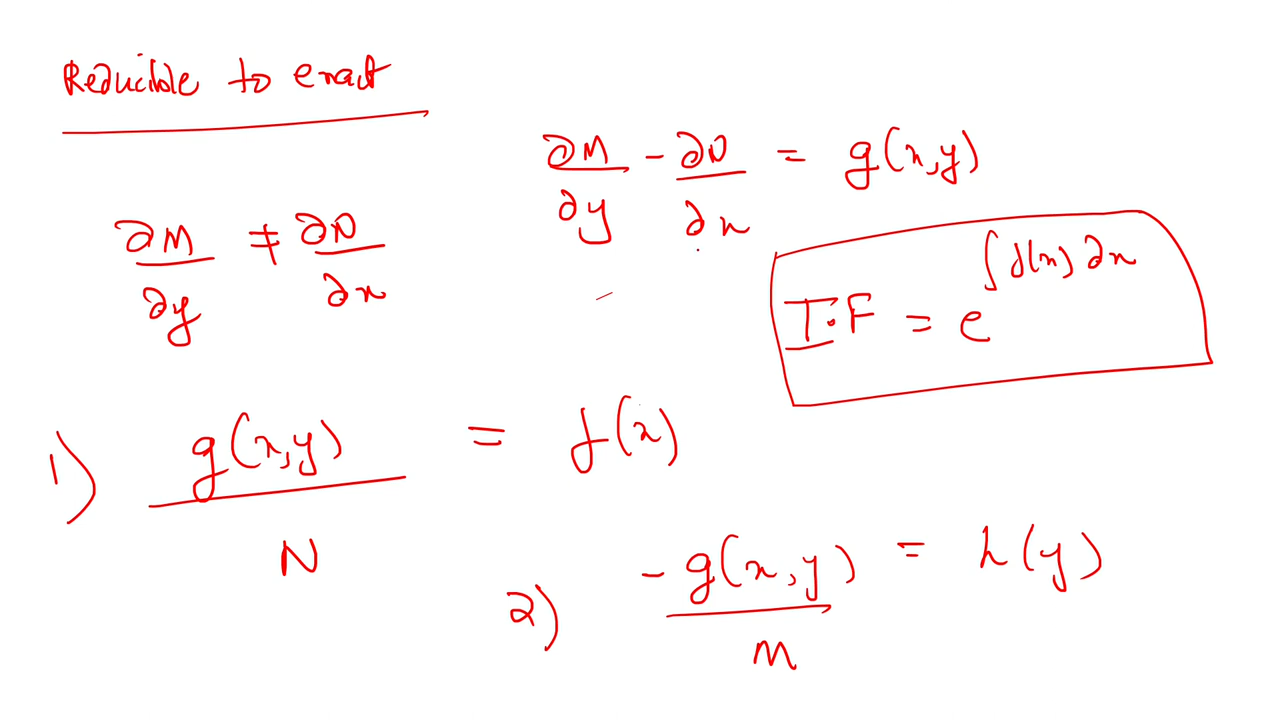 Reducible to exact
∂M/∂y - ∂N/∂x = g(x,y)
∂M/∂y ≠ ∂N/∂x
I.F = e^{∫f(x) ∂x}
1) g(x,y)/N = f(x)
2) -g(x,y)/M = h(y)